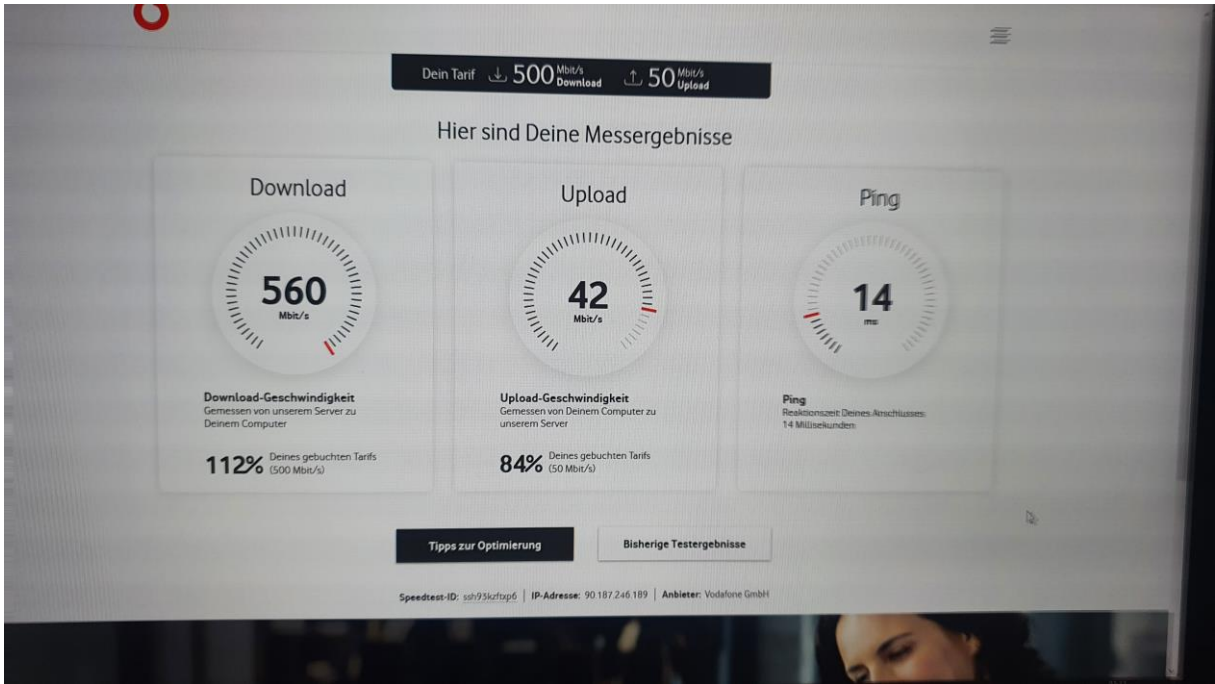 Dein Tarif 500 Mbit/s Download 50 Mbit/s Upload
Hier sind Deine Messergebnisse
Download
560
Mbit/s
Download-Geschwindigkeit
Gemessen von unserem Server zu
Deinem Computer
112% Deines gebuchten Tarifs
(500 Mbit/s)
Upload
42
Mbit/s
Upload-Geschwindigkeit
Gemessen von Deinem Computer zu
unserem Server
84% Deines gebuchten Tarifs
(50 Mbit/s)
Ping
14
ms
Ping
Reaktionszeit Deines Anschlusses:
14 Millisekunden
Tipps zur Optimierung
Bisherige Testergebnisse
Speedtest-ID: IP-Adresse: 90.187.246.189 Anbieter: Vodafone GmbH